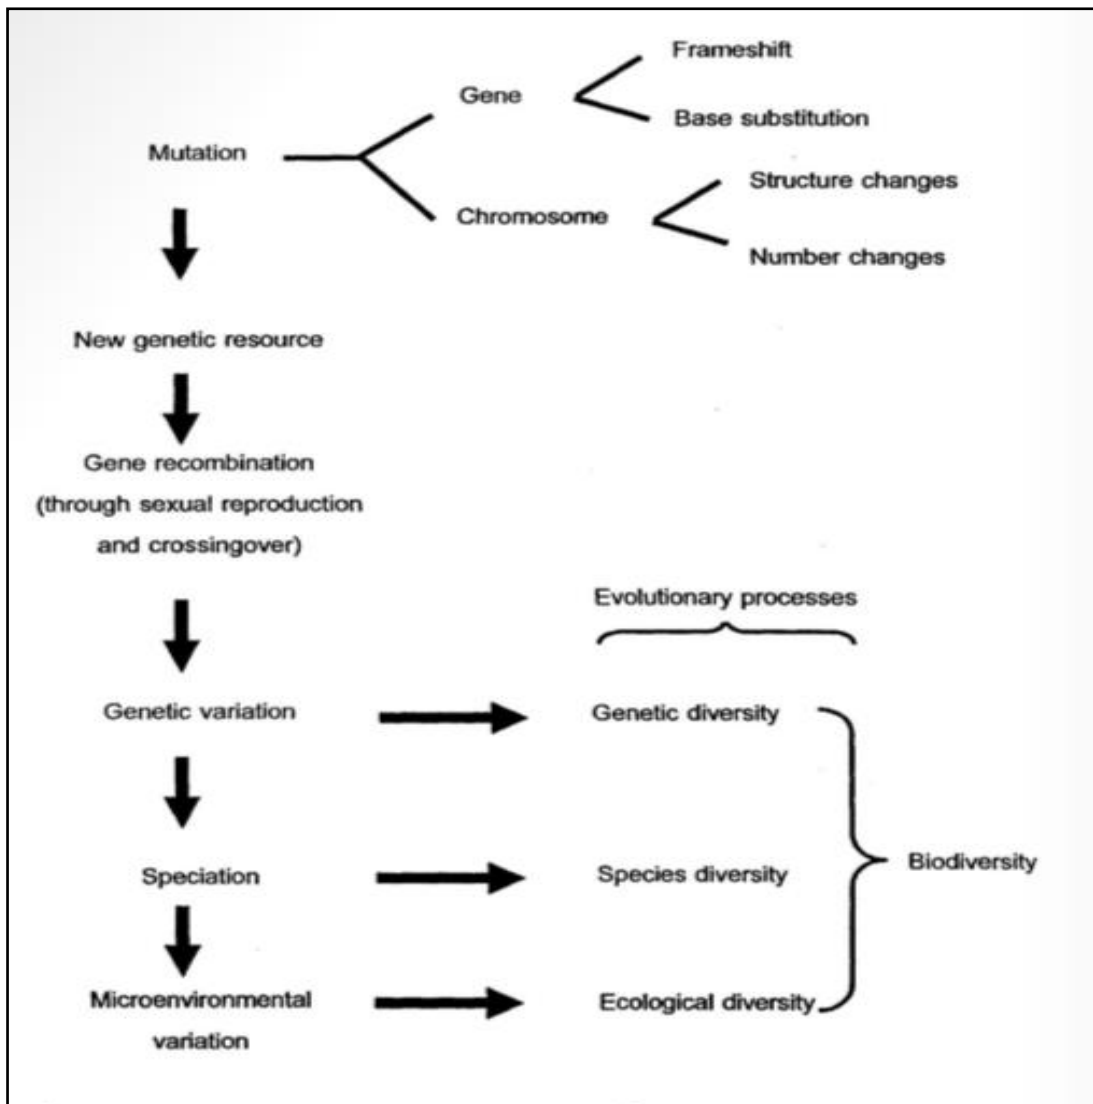 Frameshift
Gene
Base substitution
Mutation
Structure changes
Chromosome
Number changes
New genetic resource
Gene recombination
(through sexual reproduction
and crossingover)
Evolutionary processes
Genetic variation
Genetic diversity
Speciation
Species diversity
Biodiversity
Microenvironmental
variation
Ecological diversity